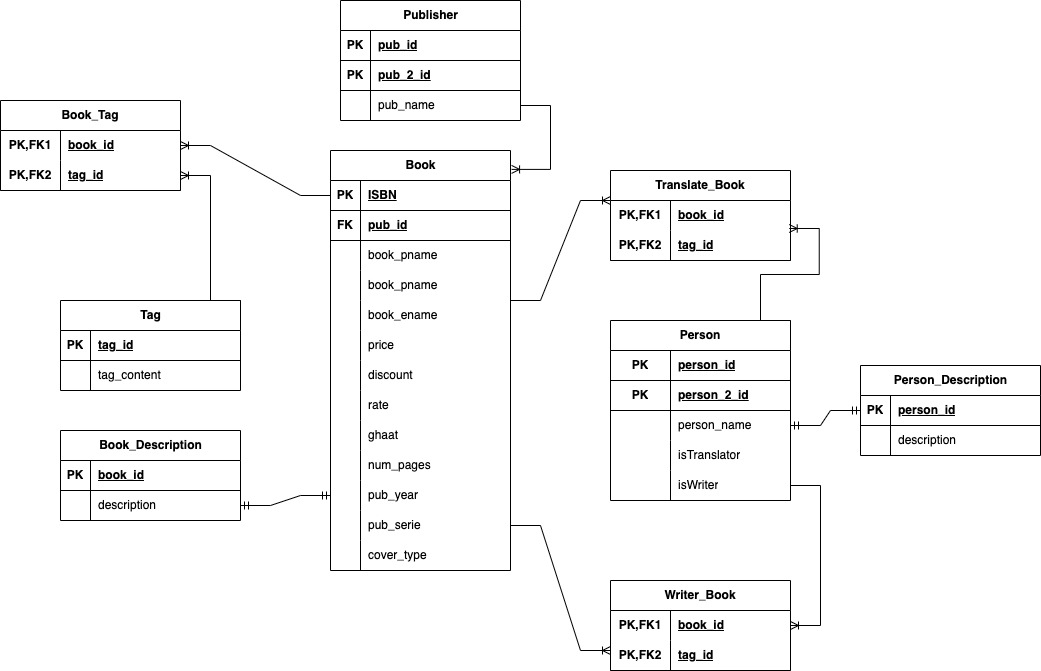 Publisher
PK pub_id
PK pub_2_id
pub_name
Book_Tag
PK,FK1 book_id
PK,FK2 tag_id
Book
PK ISBN
FK pub_id
book_pname
book_pname
book_ename
price
discount
rate
ghaat
num_pages
pub_year
pub_serie
cover_type
Translate_Book
PK,FK1 book_id
PK,FK2 tag_id
Tag
PK tag_id
tag_content
Person
PK person_id
PK person_2_id
person_name
isTranslator
isWriter
Person_Description
PK person_id
description
Book_Description
PK book_id
description
Writer_Book
PK,FK1 book_id
PK,FK2 tag_id